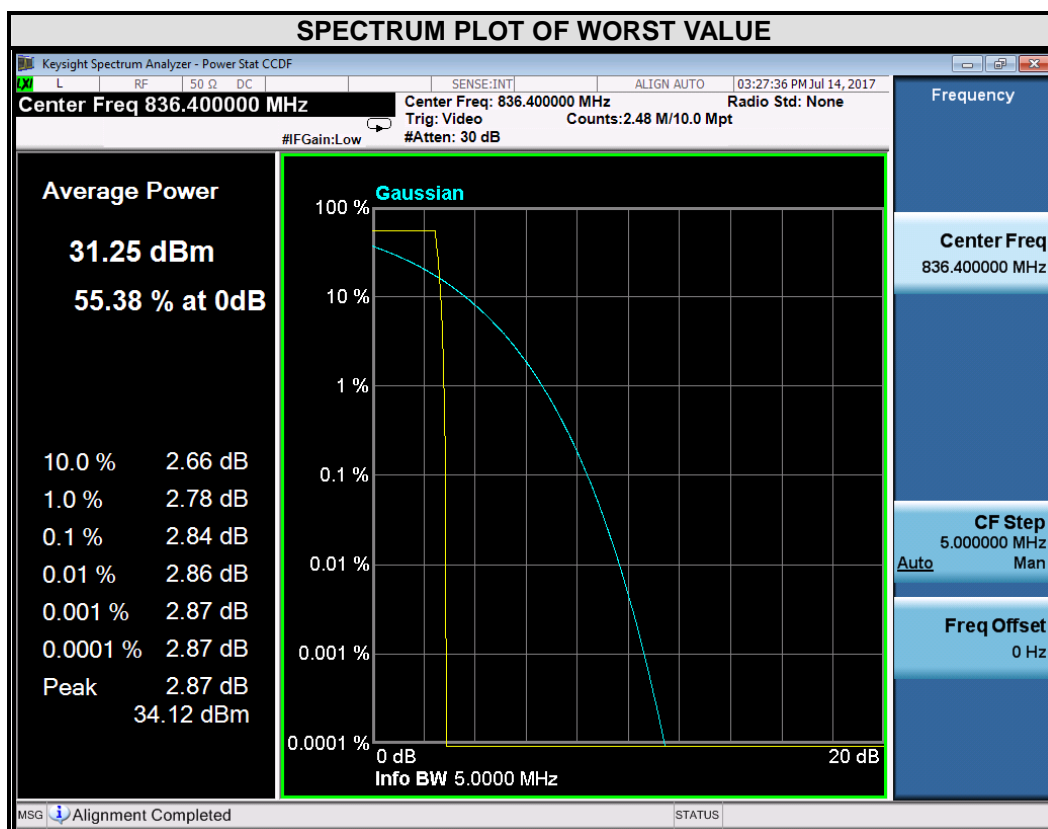 SPECTRUM PLOT OF WORST VALUE
Keysight Spectrum Analyzer - Power Stat CCDF
LXI L RF 50 Ω DC SENSE:INT ALIGN AUTO 03:27:36 PM Jul 14, 2017
Center Freq 836.400000 MHz
Center Freq: 836.400000 MHz Radio Std: None
Trig: Video Counts:2.48 M/10.0 Mpt
#IFGain:Low #Atten: 30 dB
Average Power
31.25 dBm
55.38 % at 0dB
10.0 % 2.66 dB
1.0 % 2.78 dB
0.1 % 2.84 dB
0.01 % 2.86 dB
0.001 % 2.87 dB
0.0001 % 2.87 dB
Peak 2.87 dB
34.12 dBm
Gaussian
100 %
10 %
1 %
0.1 %
0.01 %
0.001 %
0.0001 %
0 dB 20 dB
Info BW 5.0000 MHz
Frequency
Center Freq
836.400000 MHz
CF Step
5.000000 MHz
Auto Man
Freq Offset
0 Hz
MSG Alignment Completed STATUS